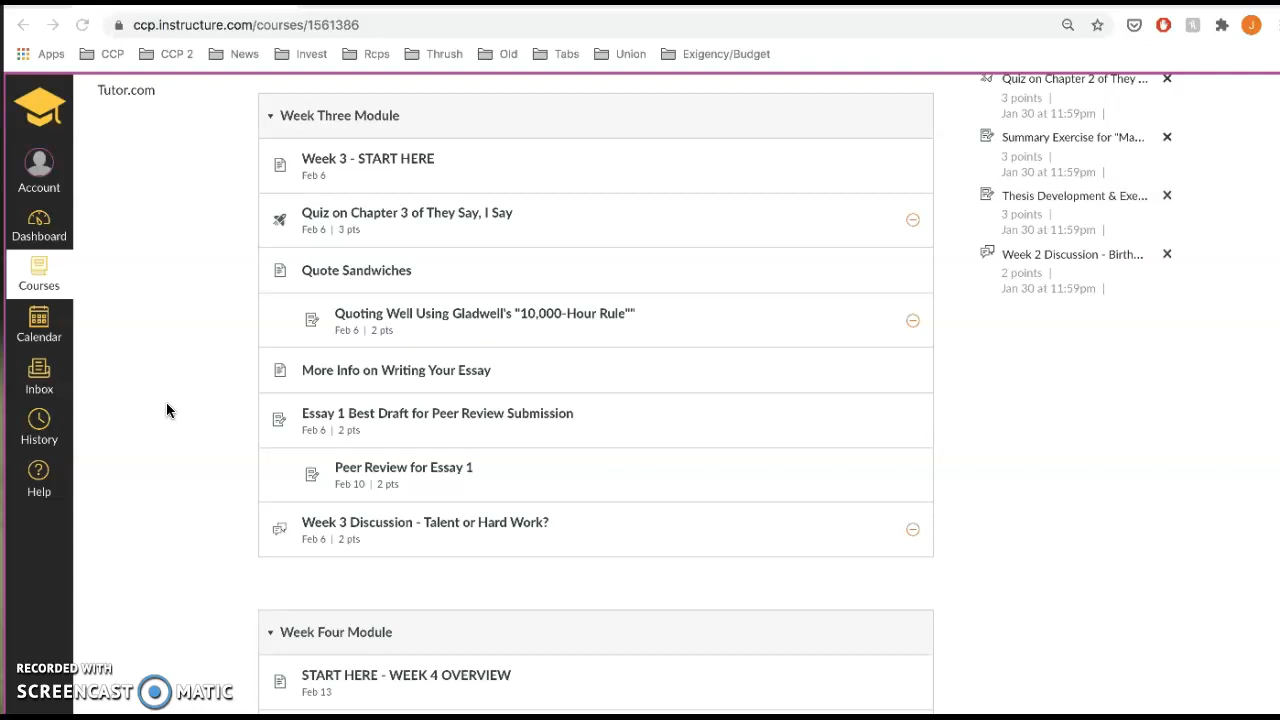 ccp.instructure.com/courses/1561386
J
Apps CCP CCP 2 News Invest Rcps Thrush Old Tabs Union Exigency/Budget
Account
Dashboard
Courses
Calendar
Inbox
History
Help
Tutor.com
Week Three Module
Week 3 - START HERE
Feb 6
Quiz on Chapter 3 of They Say, I Say
Feb 6 | 3 pts
Quote Sandwiches
Quoting Well Using Gladwell's "10,000-Hour Rule""
Feb 6 | 2 pts
More Info on Writing Your Essay
Essay 1 Best Draft for Peer Review Submission
Feb 6 | 2 pts
Peer Review for Essay 1
Feb 10 | 2 pts
Week 3 Discussion - Talent or Hard Work?
Feb 6 | 2 pts
Week Four Module
START HERE - WEEK 4 OVERVIEW
Feb 13
Quiz on Chapter 2 of They ...
3 points |
Jan 30 at 11:59pm |
Summary Exercise for "Ma...
3 points |
Jan 30 at 11:59pm |
Thesis Development & Exe...
3 points |
Jan 30 at 11:59pm |
Week 2 Discussion - Birth...
2 points |
Jan 30 at 11:59pm |
RECORDED WITH
SCREENCAST MATIC